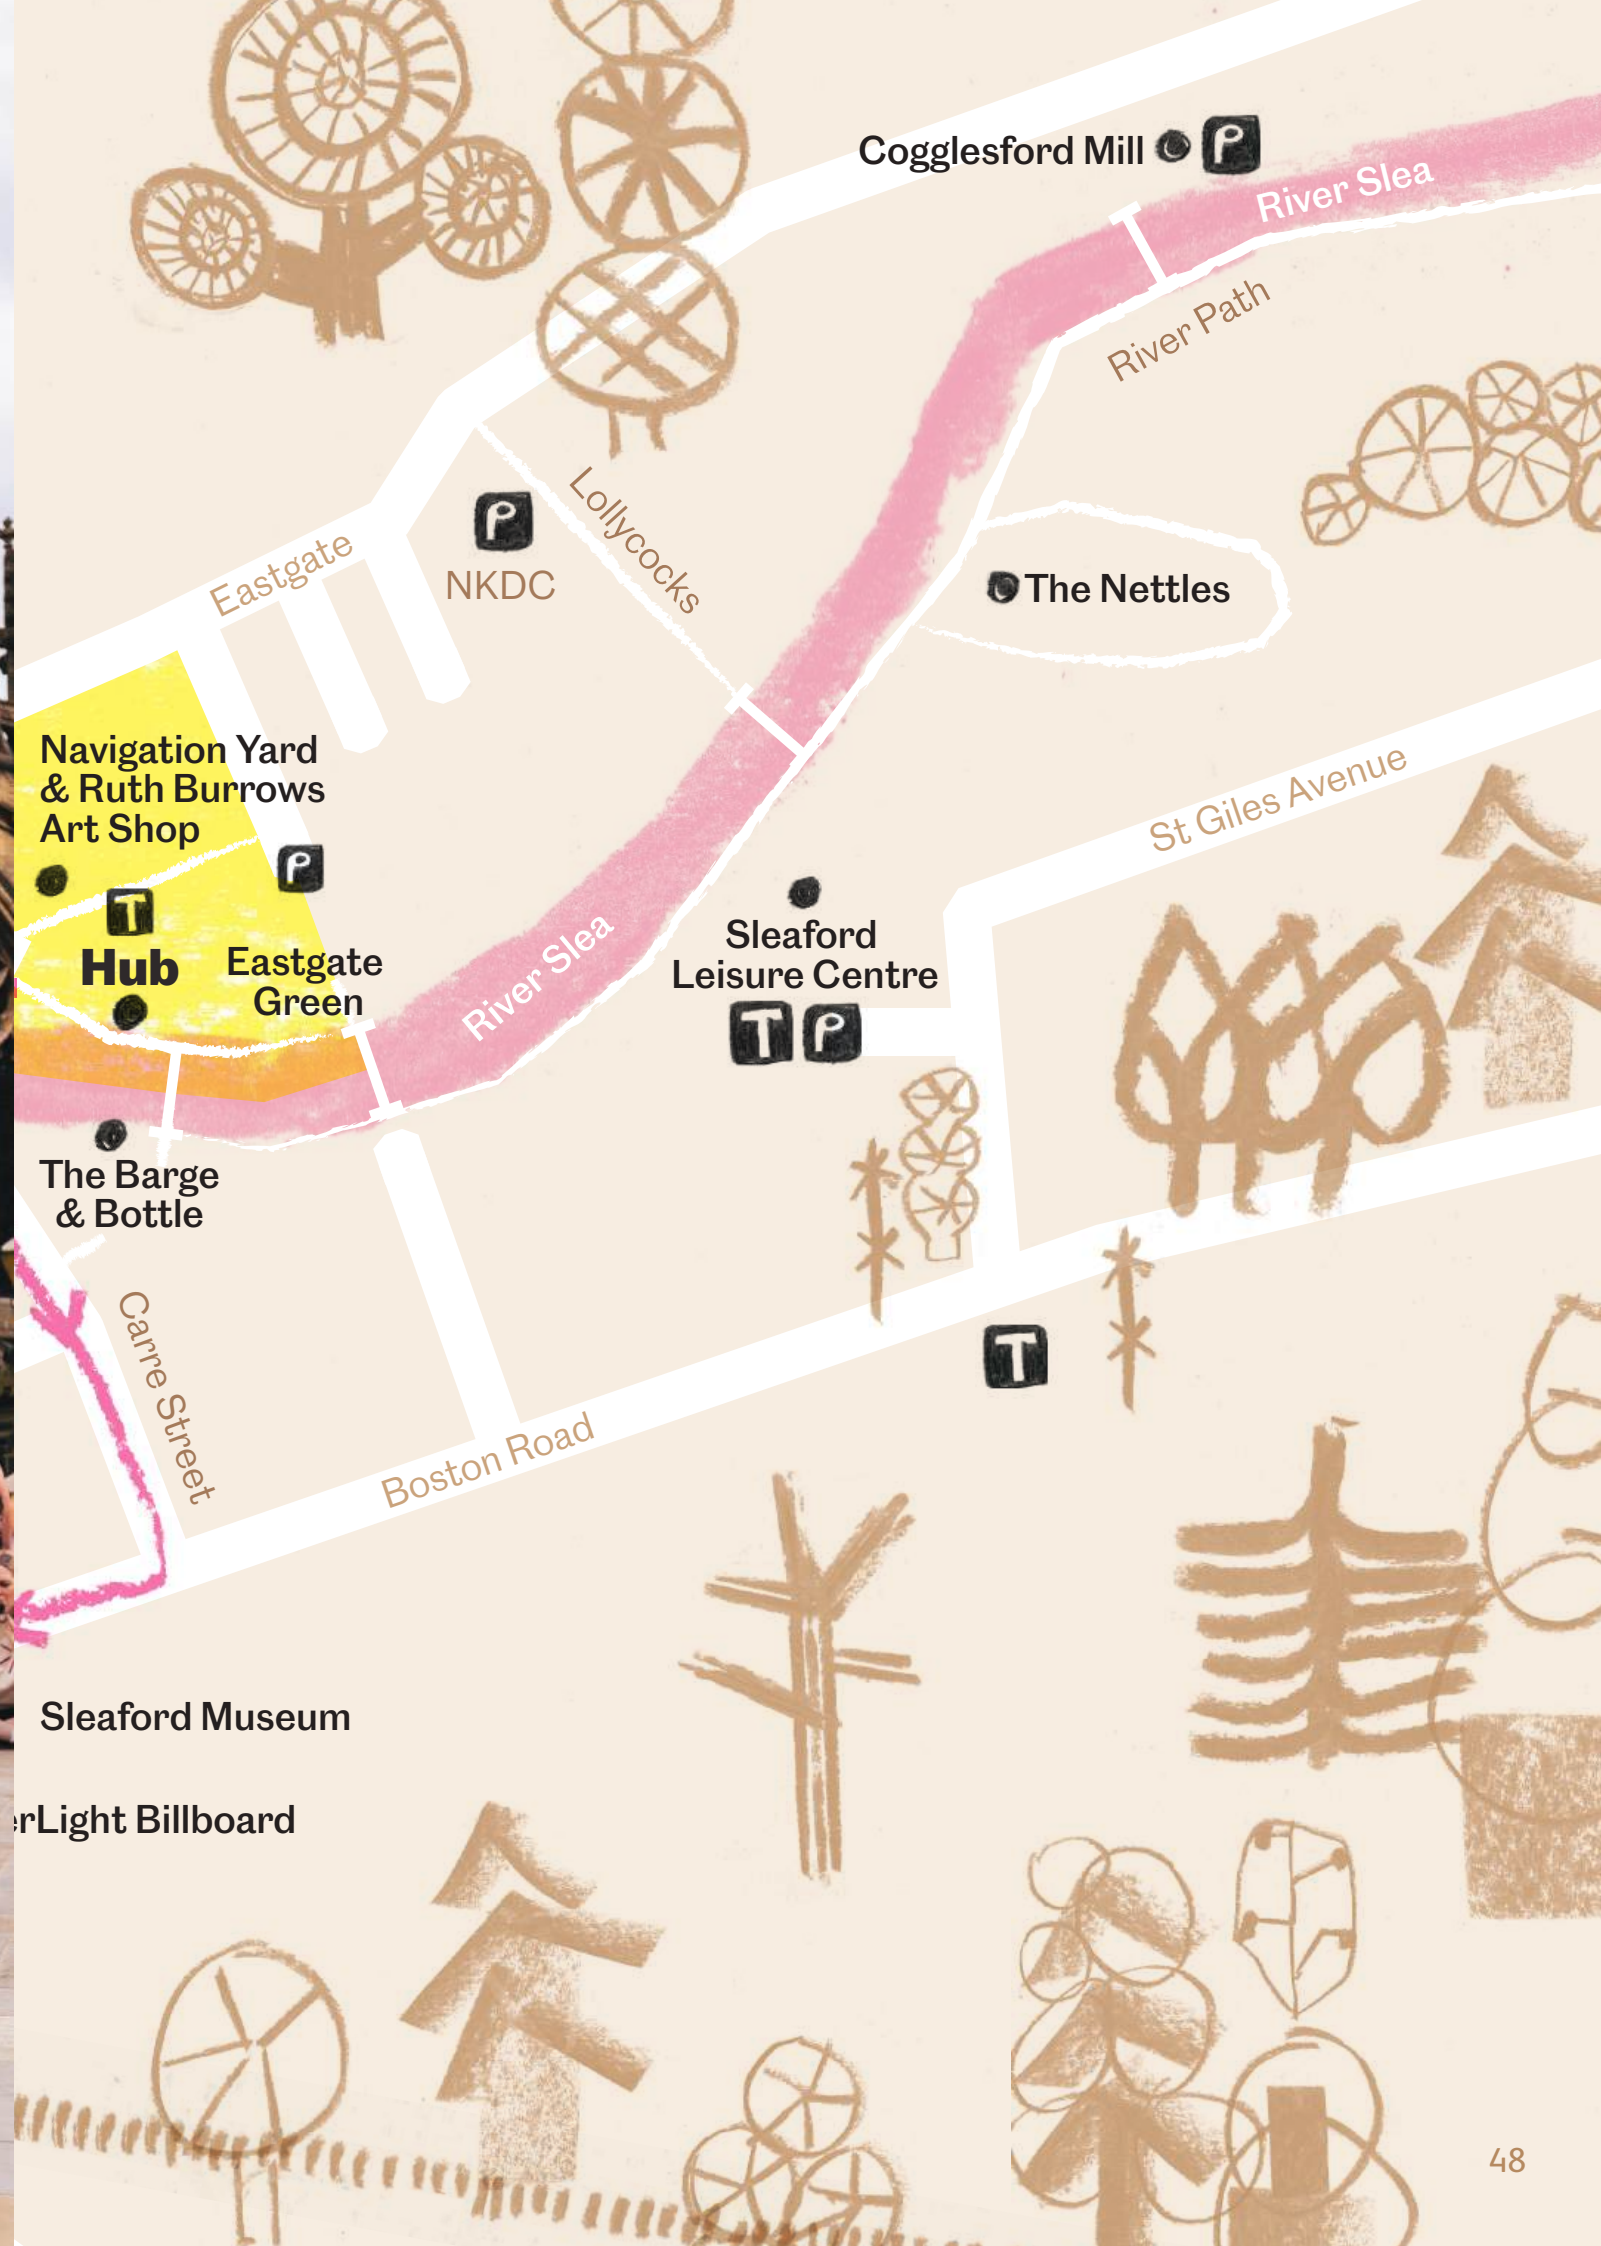 Cogglesford Mill
P
River Slea
River Path
Lollycocks
P
NKDC
Eastgate
The Nettles
Navigation Yard
& Ruth Burrows
Art Shop
P
T
Hub
Eastgate
Green
River Slea
St Giles Avenue
Sleaford
Leisure Centre
T P
The Barge
& Bottle
Carre Street
T
Boston Road
Sleaford Museum
rLight Billboard
48